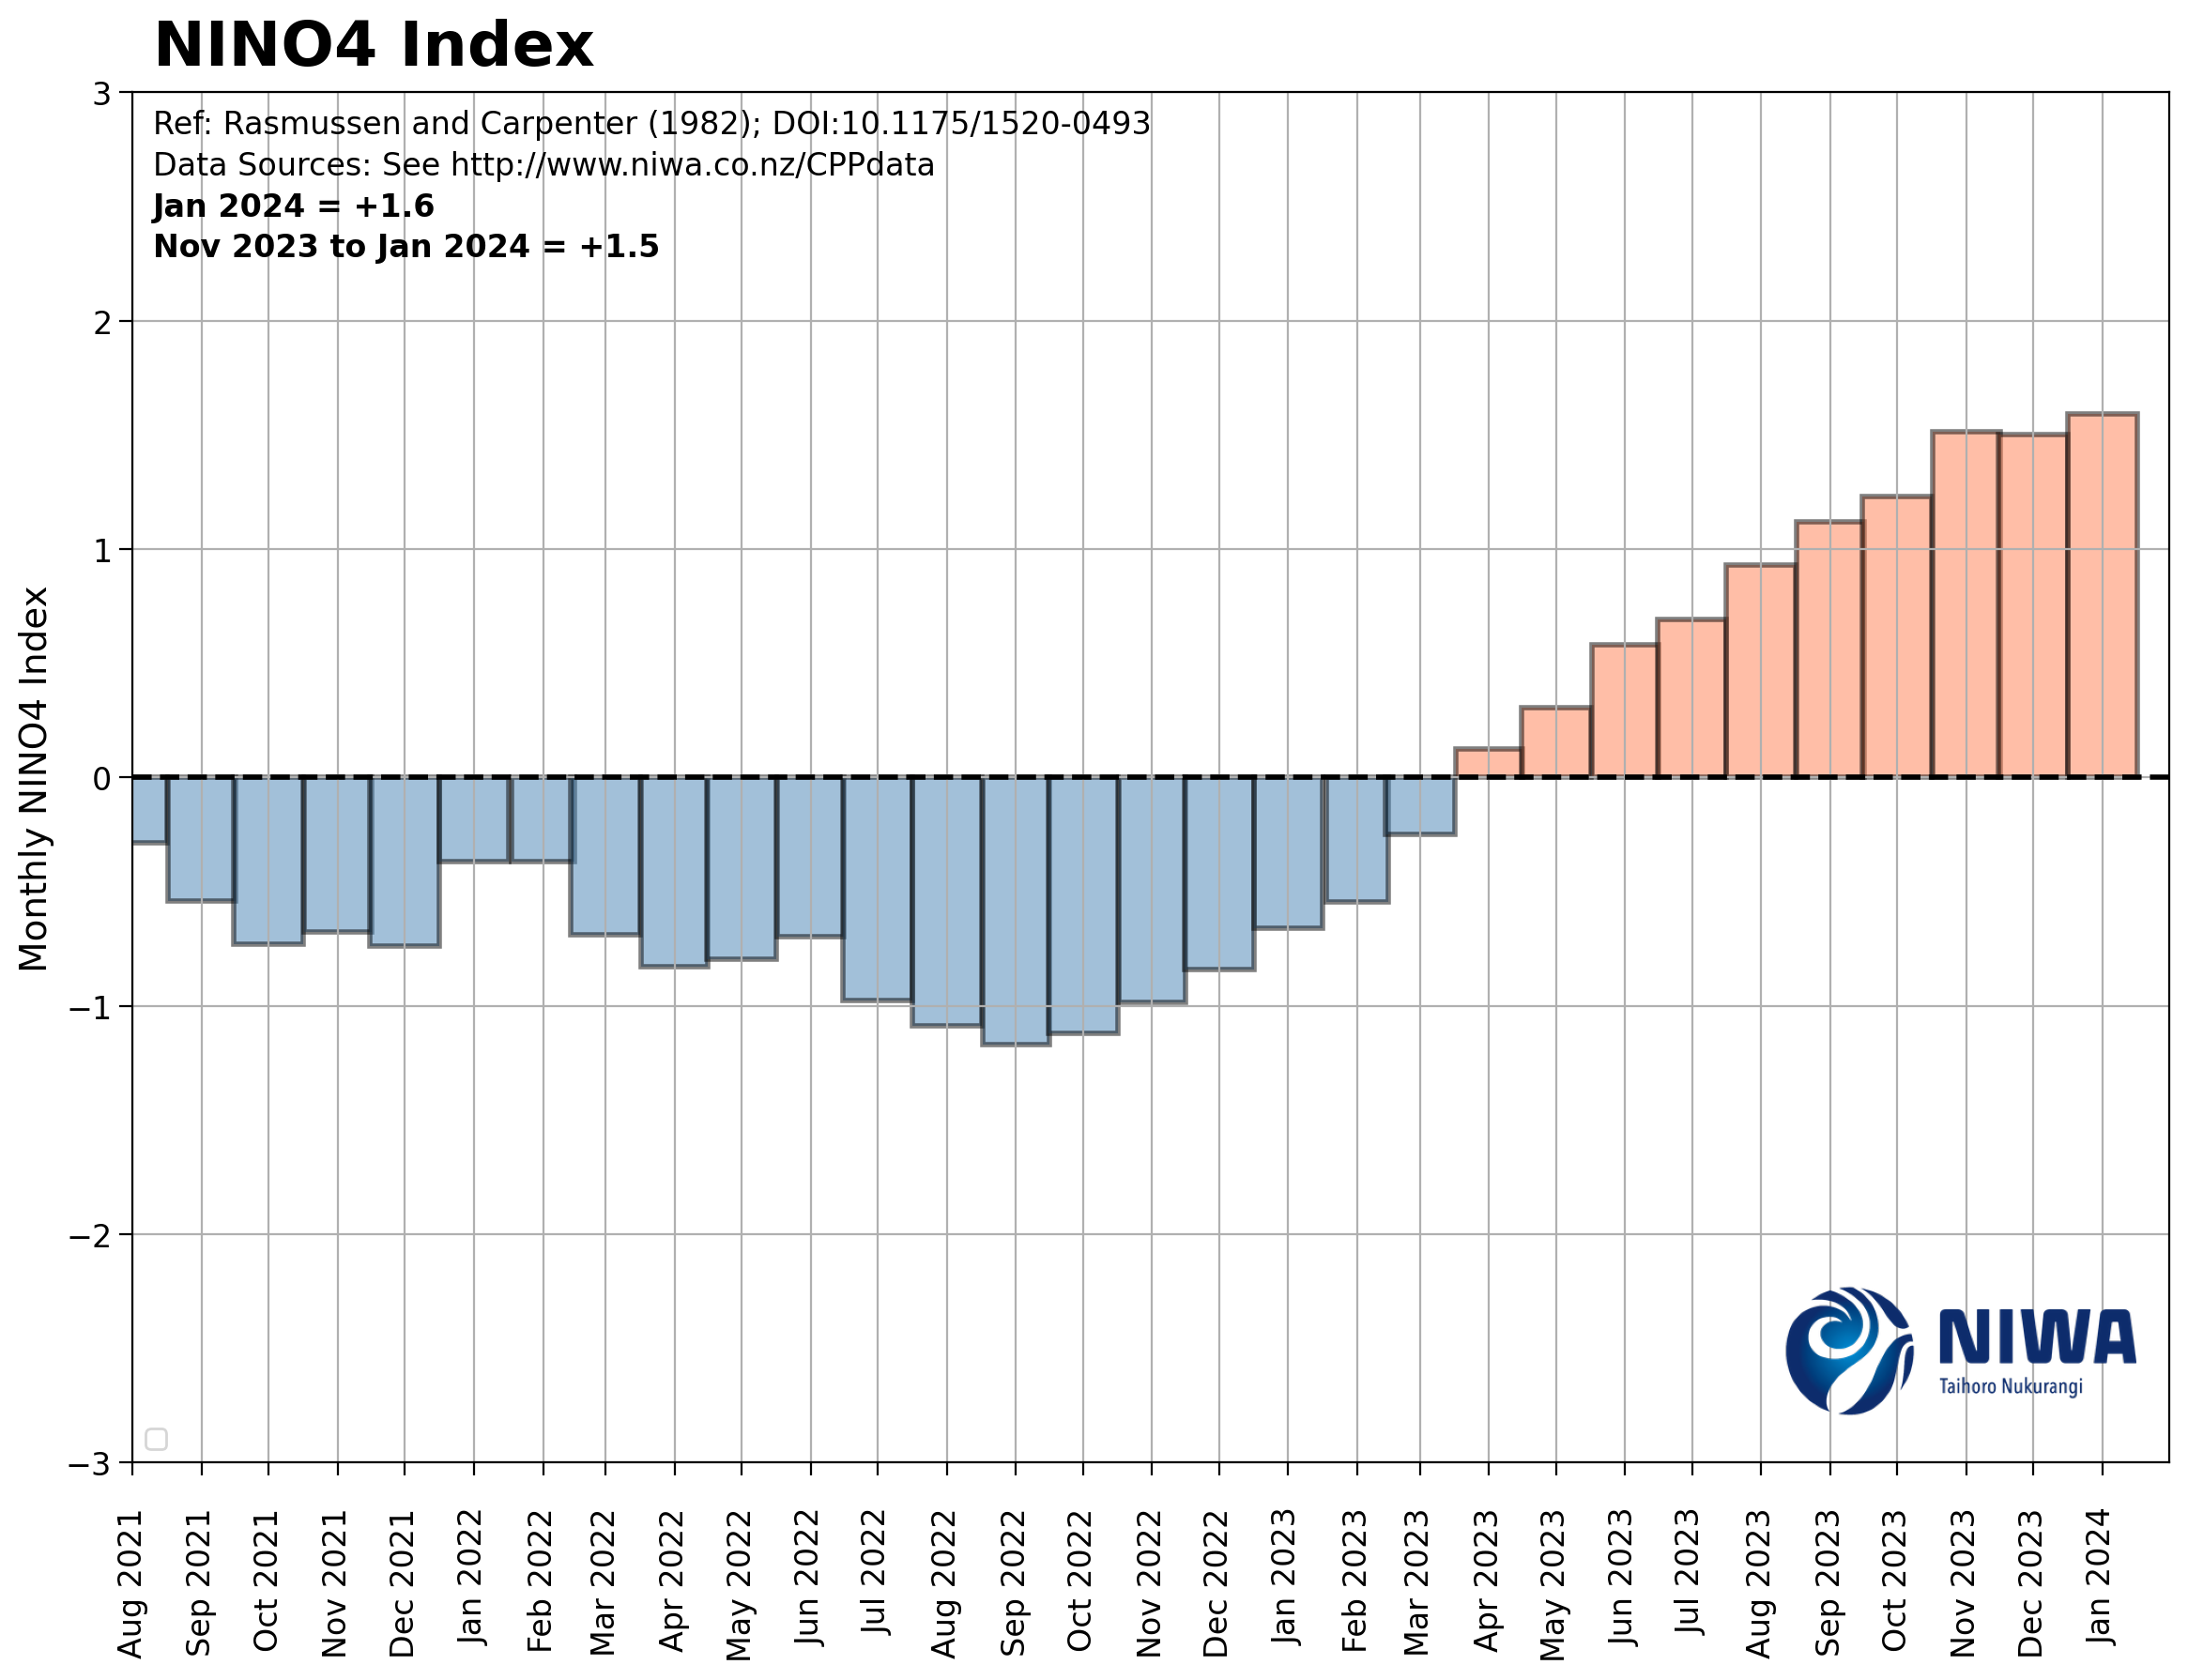 NINO4 Index
3
Ref: Rasmussen and Carpenter (1982); DOI:10.1175/1520-0493
Data Sources: See http://www.niwa.co.nz/CPPdata
Jan 2024 = +1.6
Nov 2023 to Jan 2024 = +1.5
2
1
0
−1
−2
−3
Monthly NINO4 Index
NIWA
Taihoro Nukurangi
Aug 2021
Sep 2021
Oct 2021
Nov 2021
Dec 2021
Jan 2022
Feb 2022
Mar 2022
Apr 2022
May 2022
Jun 2022
Jul 2022
Aug 2022
Sep 2022
Oct 2022
Nov 2022
Dec 2022
Jan 2023
Feb 2023
Mar 2023
Apr 2023
May 2023
Jun 2023
Jul 2023
Aug 2023
Sep 2023
Oct 2023
Nov 2023
Dec 2023
Jan 2024